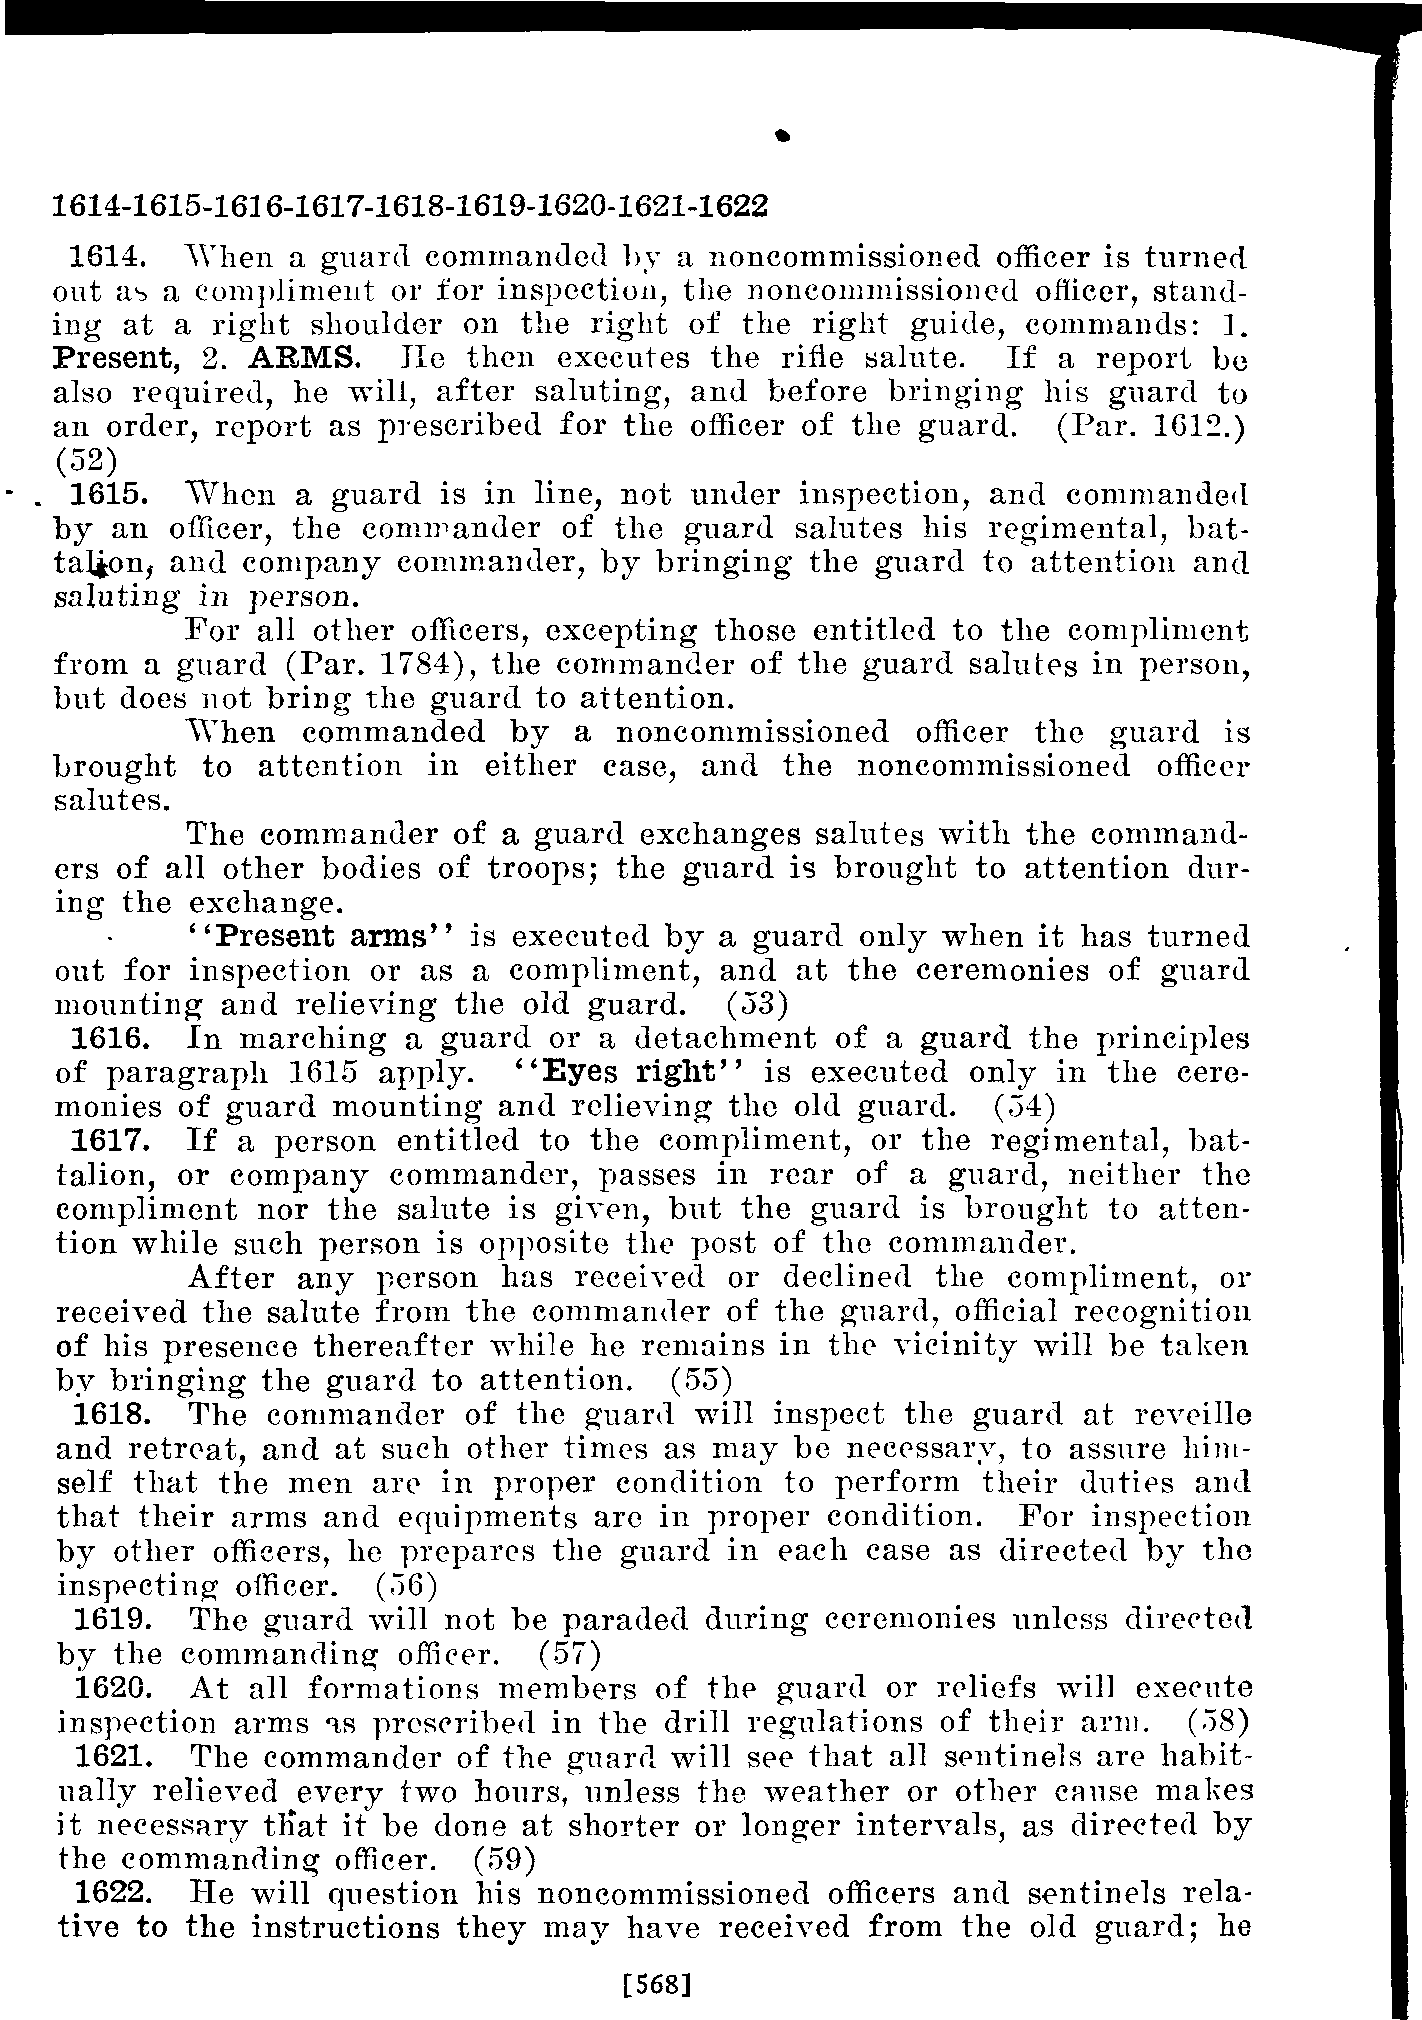 1614-1615-1616-1617-1618-1619-1620-1621-1622
1614. When a guard commanded by a noncommissioned officer is turned
out as a compliment or for inspection, the noncommissioned officer, stand-
ing at a right shoulder on the right of the right guide, commands: 1.
Present, 2. ARMS. He then executes the rifle salute. If a report be
also required, he will, after saluting, and before bringing his guard to
an order, report as prescribed for the officer of the guard. (Par. 1612.)
(52)
1615. When a guard is in line, not under inspection, and commanded
by an officer, the commander of the guard salutes his regimental, bat-
talion, and company commander, by bringing the guard to attention and
saluting in person.
For all other officers, excepting those entitled to the compliment
from a guard (Par. 1784), the commander of the guard salutes in person,
but does not bring the guard to attention.
When commanded by a noncommissioned officer the guard is
brought to attention in either case, and the noncommissioned officer
salutes.
The commander of a guard exchanges salutes with the command-
ers of all other bodies of troops; the guard is brought to attention dur-
ing the exchange.
‘‘Present arms’’ is executed by a guard only when it has turned
out for inspection or as a compliment, and at the ceremonies of guard
mounting and relieving the old guard. (53)
1616. In marching a guard or a detachment of a guard the principles
of paragraph 1615 apply. ‘‘Eyes right’’ is executed only in the cere-
monies of guard mounting and relieving the old guard. (54)
1617. If a person entitled to the compliment, or the regimental, bat-
talion, or company commander, passes in rear of a guard, neither the
compliment nor the salute is given, but the guard is brought to atten-
tion while such person is opposite the post of the commander.
After any person has received or declined the compliment, or
received the salute from the commander of the guard, official recognition
of his presence thereafter while he remains in the vicinity will be taken
by bringing the guard to attention. (55)
1618. The commander of the guard will inspect the guard at reveille
and retreat, and at such other times as may be necessary, to assure him-
self that the men are in proper condition to perform their duties and
that their arms and equipments are in proper condition. For inspection
by other officers, he prepares the guard in each case as directed by the
inspecting officer. (56)
1619. The guard will not be paraded during ceremonies unless directed
by the commanding officer. (57)
1620. At all formations members of the guard or reliefs will execute
inspection arms as prescribed in the drill regulations of their arm. (58)
1621. The commander of the guard will see that all sentinels are habit-
ually relieved every two hours, unless the weather or other cause makes
it necessary that it be done at shorter or longer intervals, as directed by
the commanding officer. (59)
1622. He will question his noncommissioned officers and sentinels rela-
tive to the instructions they may have received from the old guard; he
[568]